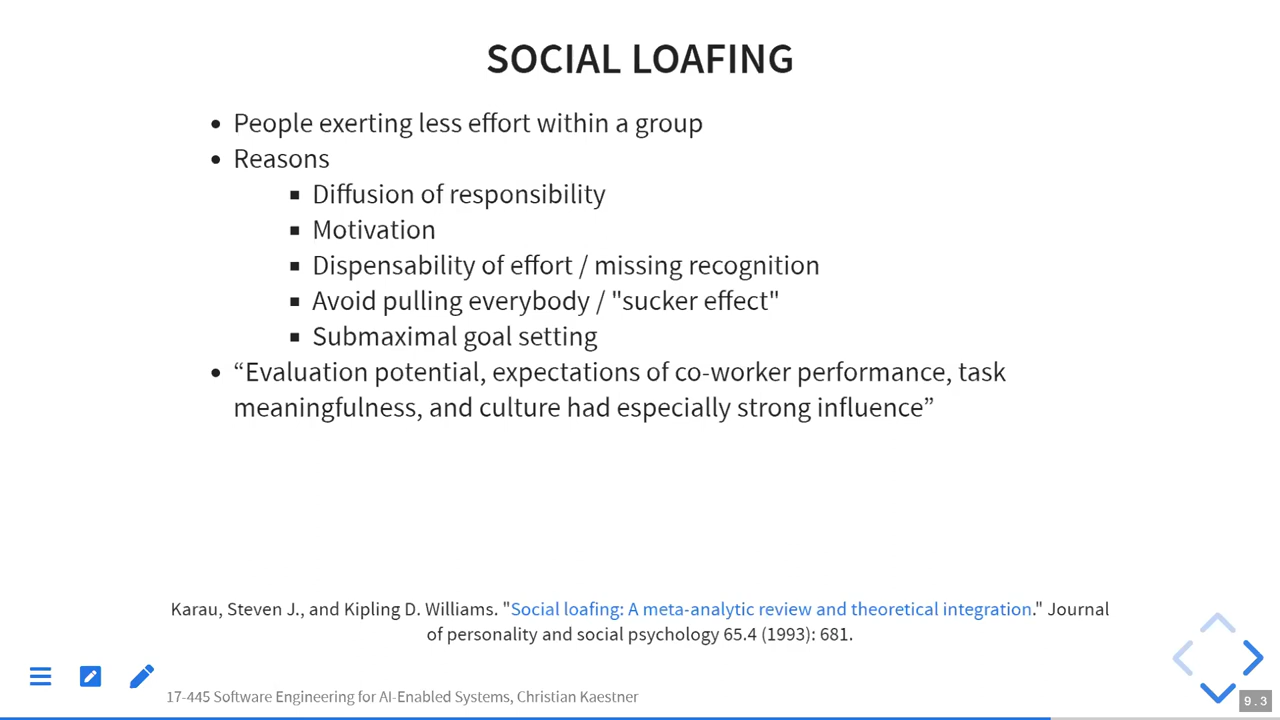 SOCIAL LOAFING
• People exerting less effort within a group
• Reasons
▪ Diffusion of responsibility
▪ Motivation
▪ Dispensability of effort / missing recognition
▪ Avoid pulling everybody / "sucker effect"
▪ Submaximal goal setting
• “Evaluation potential, expectations of co-worker performance, task
meaningfulness, and culture had especially strong influence”
Karau, Steven J., and Kipling D. Williams. "Social loafing: A meta-analytic review and theoretical integration." Journal
of personality and social psychology 65.4 (1993): 681.
17-445 Software Engineering for AI-Enabled Systems, Christian Kaestner
9.3